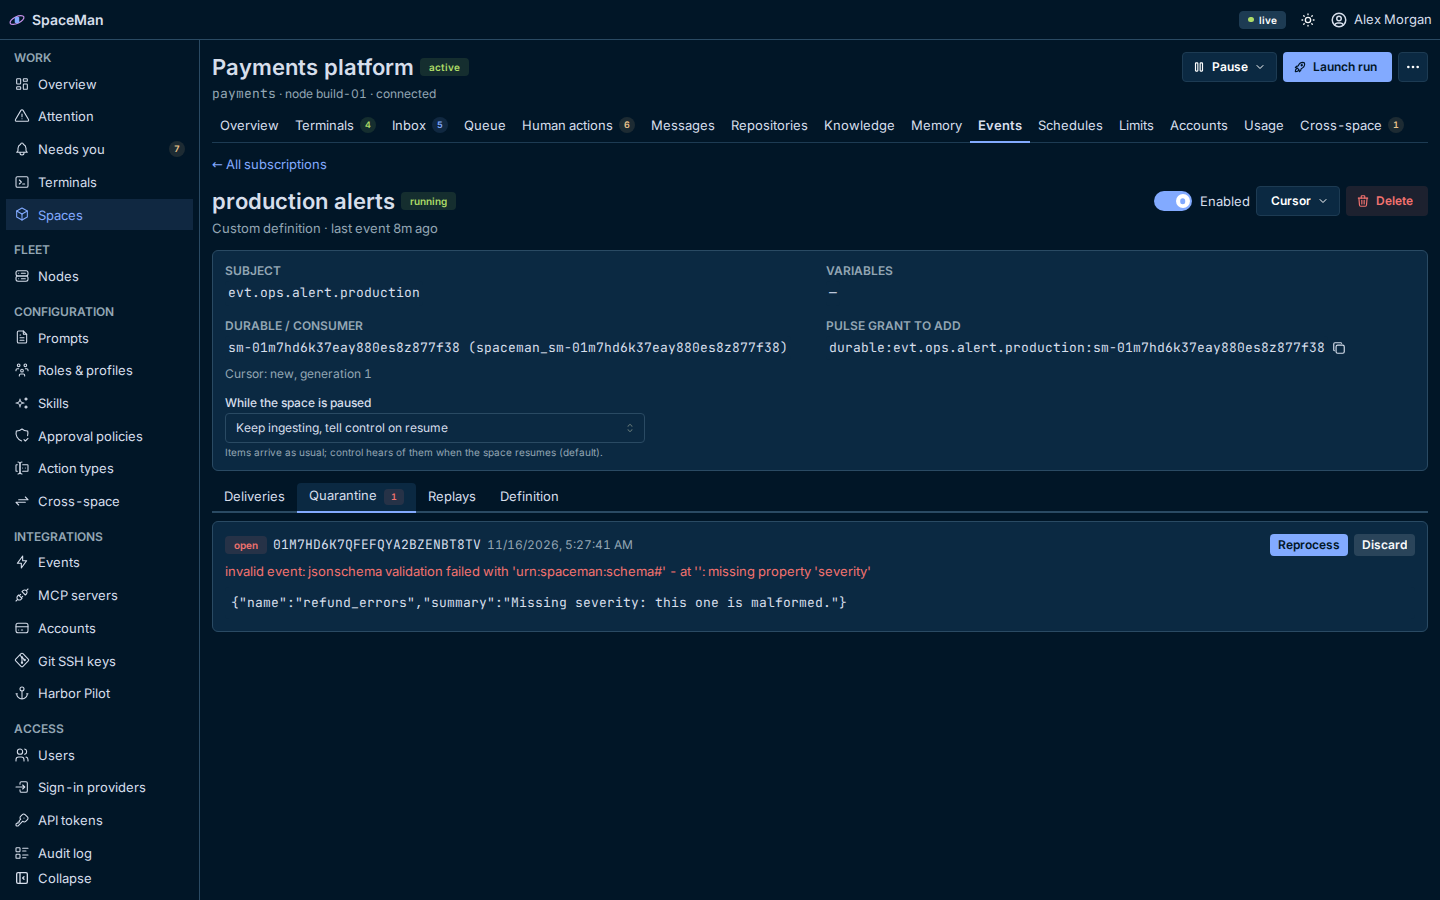 SpaceMan
live
Alex Morgan
WORK
Overview
Attention
Needs you 7
Terminals
Spaces
FLEET
Nodes
CONFIGURATION
Prompts
Roles & profiles
Skills
Approval policies
Action types
Cross-space
INTEGRATIONS
Events
MCP servers
Accounts
Git SSH keys
Harbor Pilot
ACCESS
Users
Sign-in providers
API tokens
Audit log
Collapse
Payments platform active
payments · node build-01 · connected
Pause
Launch run
Overview Terminals 4 Inbox 5 Queue Human actions 6 Messages Repositories Knowledge Memory Events Schedules Limits Accounts Usage Cross-space 1
← All subscriptions
production alerts running
Custom definition · last event 8m ago
Enabled
Cursor
Delete
SUBJECT
evt.ops.alert.production
VARIABLES
—
DURABLE / CONSUMER
sm-01m7hd6k37eay880es8z877f38 (spaceman_sm-01m7hd6k37eay880es8z877f38)
Cursor: new, generation 1
PULSE GRANT TO ADD
durable:evt.ops.alert.production:sm-01m7hd6k37eay880es8z877f38
While the space is paused
Keep ingesting, tell control on resume
Items arrive as usual; control hears of them when the space resumes (default).
Deliveries Quarantine 1 Replays Definition
open 01M7HD6K7QFEFQYA2BZENBT8TV 11/16/2026, 5:27:41 AM
Reprocess
Discard
invalid event: jsonschema validation failed with 'urn:spaceman:schema#' - at '': missing property 'severity'
{"name":"refund_errors","summary":"Missing severity: this one is malformed."}